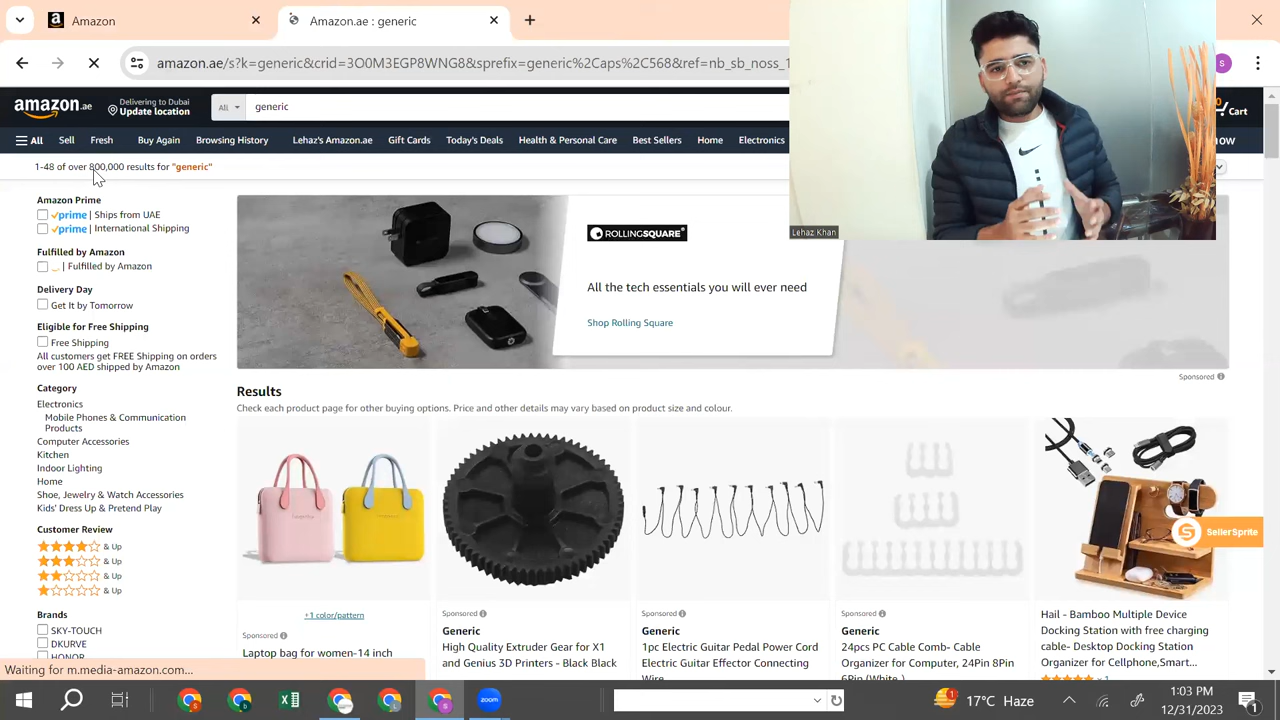 Amazon
Amazon.ae : generic
amazon.ae/s?k=generic&crid=3O0M3EGP8WNG8&sprefix=generic%2Caps%2C568&ref=nb_sb_noss_1
s
amazon.ae
Delivering to Dubai
Update location
All
generic
Cart
All
Sell
Fresh
Buy Again
Browsing History
Lehaz's Amazon.ae
Gift Cards
Today's Deals
Health & Personal Care
Best Sellers
Home
Electronics
NOW
1-48 of over 800,000 results for "generic"
Lehaz Khan
Amazon Prime
prime | Ships from UAE
prime | International Shipping
Fulfilled by Amazon
| Fulfilled by Amazon
Delivery Day
Get It by Tomorrow
Eligible for Free Shipping
Free Shipping
All customers get FREE Shipping on orders
over 100 AED shipped by Amazon
Category
Electronics
Mobile Phones & Communication
Products
Computer Accessories
Kitchen
Indoor Lighting
Home
Shoe, Jewelry & Watch Accessories
Kids' Dress Up & Pretend Play
Customer Review
& Up
& Up
& Up
& Up
Brands
SKY-TOUCH
DKURVE
HONOR
ROLLINGSQUARE
All the tech essentials you will ever need
Shop Rolling Square
Sponsored
Results
Check each product page for other buying options. Price and other details may vary based on product size and colour.
+1 color/pattern
Sponsored
Laptop bag for women-14 inch
Sponsored
Generic
High Quality Extruder Gear for X1
and Genius 3D Printers - Black Black
Sponsored
Generic
1pc Electric Guitar Pedal Power Cord
Electric Guitar Effector Connecting
Wire
Sponsored
Generic
24pcs PC Cable Comb- Cable
Organizer for Computer, 24Pin 8Pin
6Pin (White )
Hail - Bamboo Multiple Device
Docking Station with free charging
cable- Desktop Docking Station
Organizer for Cellphone,Smart...
1
SellerSprite
Waiting for m.media-amazon.com...
zoom
1
17°C Haze
1:03 PM
12/31/2023
1